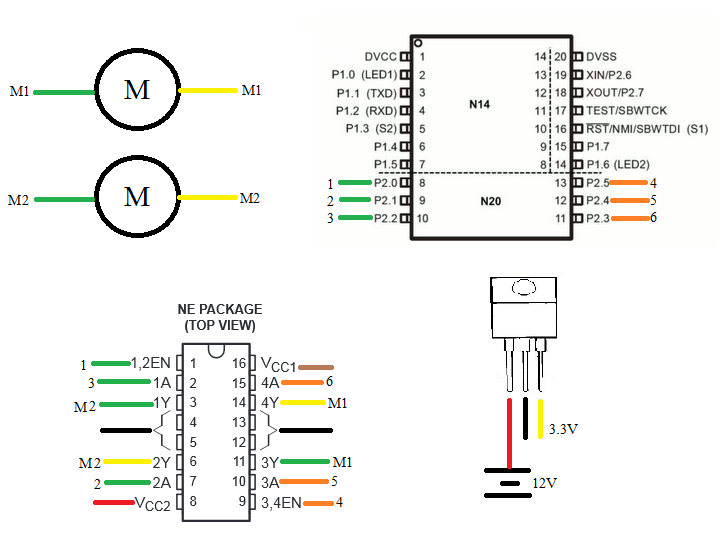 M1 M M1
M2 M M2
DVCC 1 14 20 DVSS
P1.0 (LED1) 2 13 19 XIN/P2.6
P1.1 (TXD) 3 12 18 XOUT/P2.7
N14
P1.2 (RXD) 4 11 17 TEST/SBWTCK
P1.3 (S2) 5 10 16 RST/NMI/SBWTDI (S1)
P1.4 6 9 15 P1.7
P1.5 7 8 14 P1.6 (LED2)
1 P2.0 8 13 P2.5 4
2 P2.1 9 N20 12 P2.4 5
3 P2.2 10 11 P2.3 6
NE PACKAGE
(TOP VIEW)
1 1,2EN 1 16 VCC1
3 1A 2 15 4A 6
M2 1Y 3 14 4Y M1
4 13
5 12
M2 2Y 6 11 3Y M1
2 2A 7 10 3A 5
VCC2 8 9 3,4EN 4
3.3V
12V